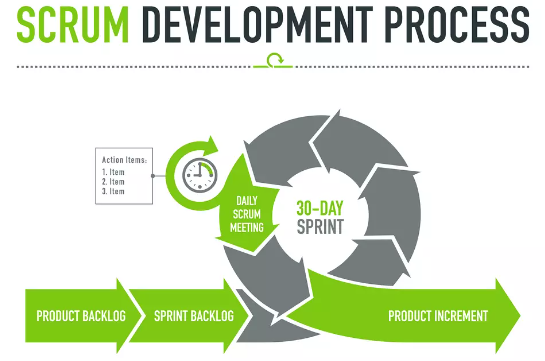 SCRUM DEVELOPMENT PROCESS
Action Items:
1. Item
2. Item
3. Item
DAILY
SCRUM
MEETING
30-DAY
SPRINT
PRODUCT BACKLOG
SPRINT BACKLOG
PRODUCT INCREMENT